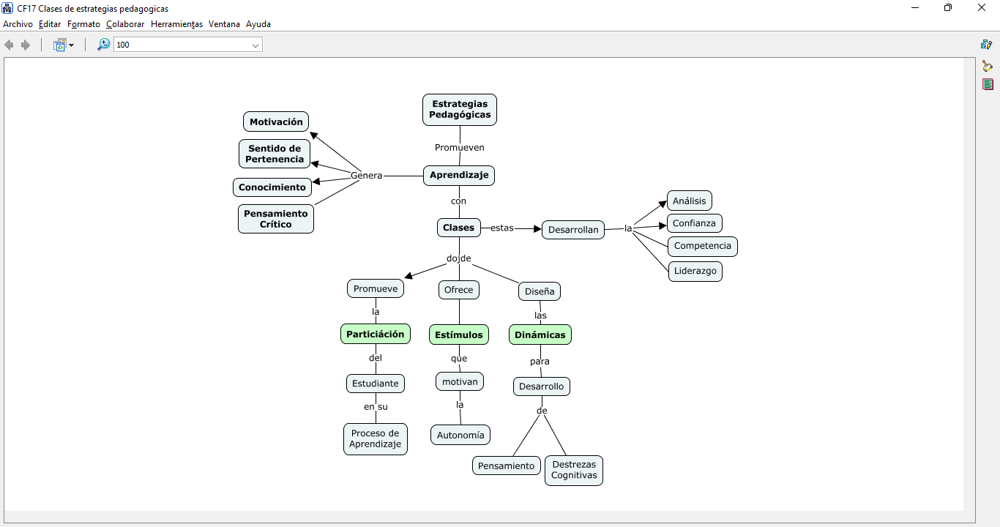 CF17 Clases de estrategias pedagogicas
Archivo Editar Formato Colaborar Herramientas Ventana Ayuda
100
Estrategias
Pedagógicas
Promueven
Aprendizaje
Genera
Motivación
Sentido de
Pertenencia
Conocimiento
Pensamiento
Crítico
con
Clases
estas
Desarrollan
la
Análisis
Confianza
Competencia
Liderazgo
dojde
Promueve
la
Particiáción
del
Estudiante
en su
Proceso de
Aprendizaje
Ofrece
Estímulos
que
motivan
la
Autonomía
Diseña
las
Dinámicas
para
Desarrollo
de
Pensamiento
Destrezas
Cognitivas